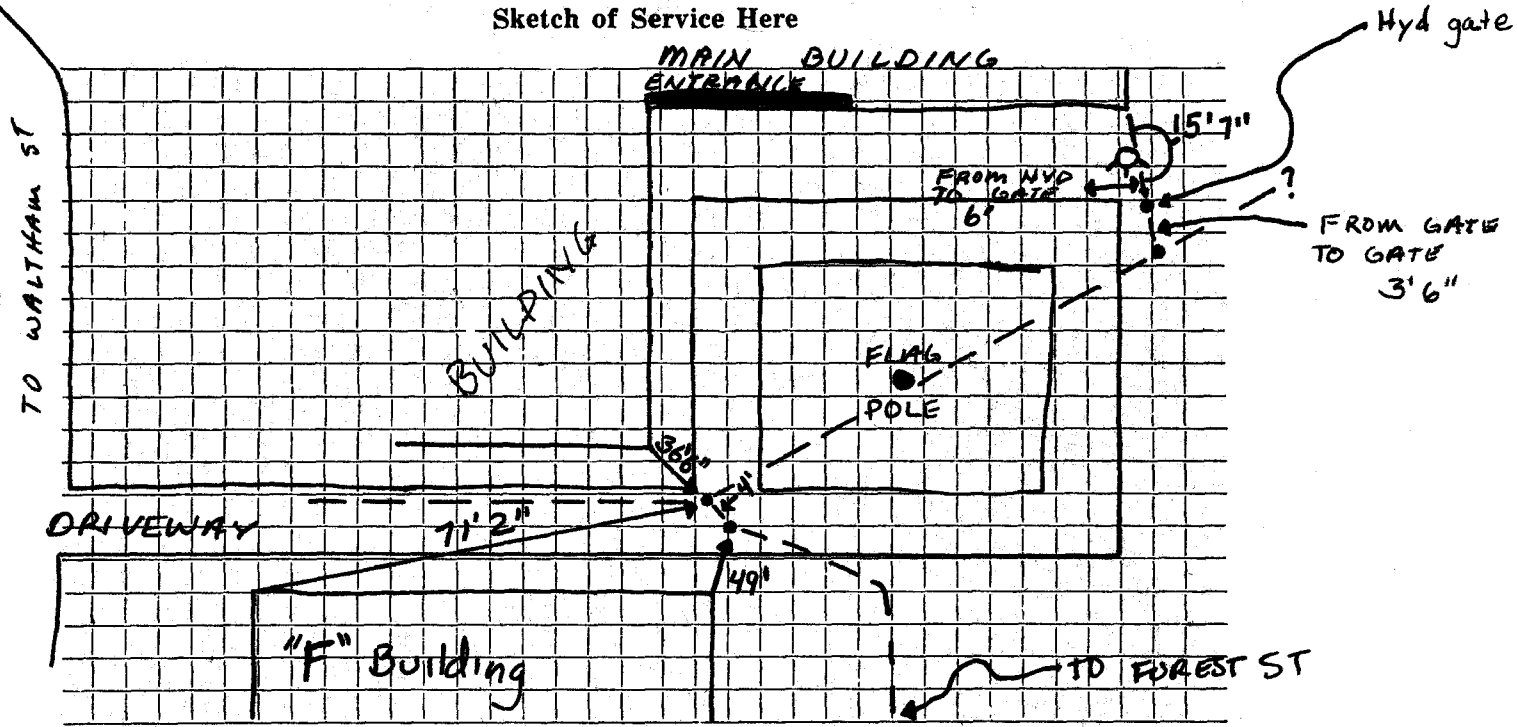 Sketch of Service Here
Hyd gate
MAIN BUILDING
ENTRANCE
15'7"
TO WALTHAM ST
FROM HYD
TO GATE
6'
?
FROM GATE
TO GATE
3'6"
BUILDING
FLAG
POLE
36'6"
4'
DRIVEWAY
71'2"
49'
"F" Building
TO FOREST ST